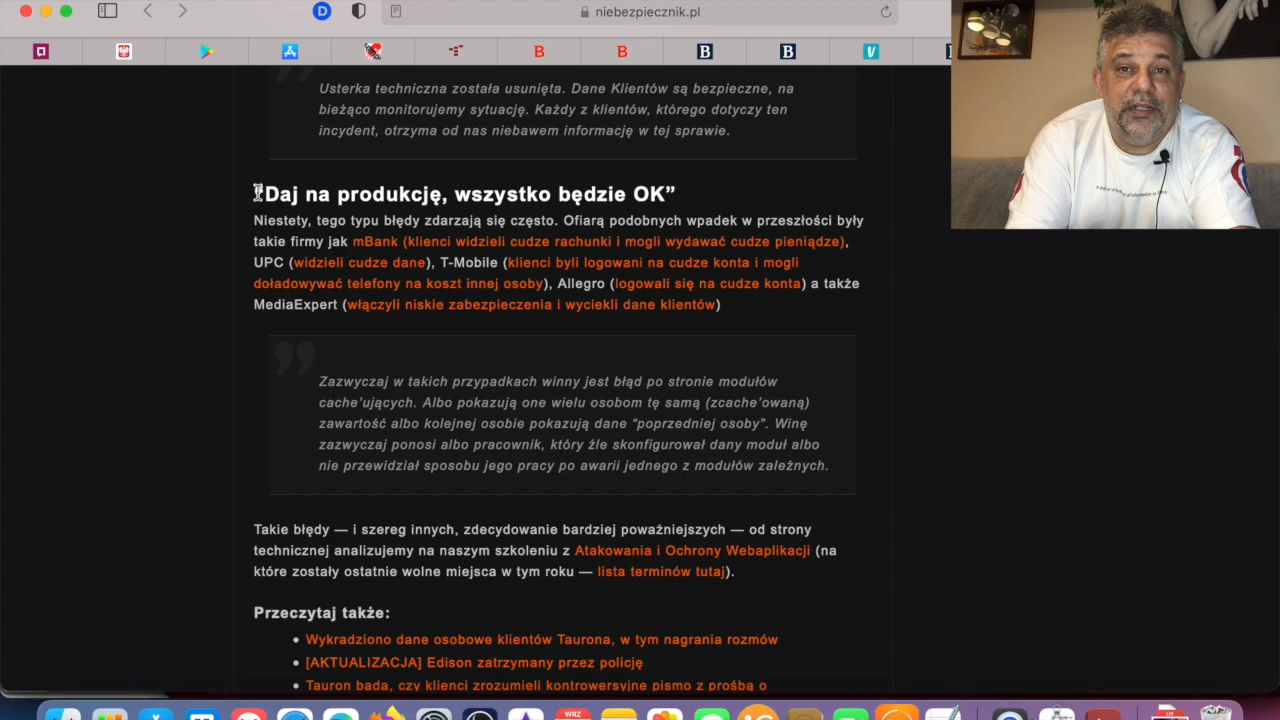 niebezpiecznik.pl
Usterka techniczna została usunięta. Dane Klientów są bezpieczne, na
bieżąco monitorujemy sytuację. Każdy z klientów, którego dotyczy ten
incydent, otrzyma od nas niebawem informację w tej sprawie.
"Daj na produkcję, wszystko będzie OK”
Niestety, tego typu błędy zdarzają się często. Ofiarą podobnych wpadek w przeszłości były
takie firmy jak mBank (klienci widzieli cudze rachunki i mogli wydawać cudze pieniądze),
UPC (widzieli cudze dane), T-Mobile (klienci byli logowani na cudze konta i mogli
doładowywać telefony na koszt innej osoby), Allegro (logowali się na cudze konta) a także
MediaExpert (włączyli niskie zabezpieczenia i wyciekli dane klientów)
Zazwyczaj w takich przypadkach winny jest błąd po stronie modułów
cache’ujących. Albo pokazują one wielu osobom tę samą (zcache’owaną)
zawartość albo kolejnej osobie pokazują dane “poprzedniej osoby”. Winę
zazwyczaj ponosi albo pracownik, który źle skonfigurował dany moduł albo
nie przewidział sposobu jego pracy po awarii jednego z modułów zależnych.
Takie błędy — i szereg innych, zdecydowanie bardziej poważniejszych — od strony
technicznej analizujemy na naszym szkoleniu z Atakowania i Ochrony Webaplikacji (na
które zostały ostatnie wolne miejsca w tym roku — lista terminów tutaj).
Przeczytaj także:
Wykradziono dane osobowe klientów Taurona, w tym nagrania rozmów
[AKTUALIZACJA] Edison zatrzymany przez policję
Tauron bada, czy klienci zrozumieli kontrowersyjne pismo z prośbą o
WRZ